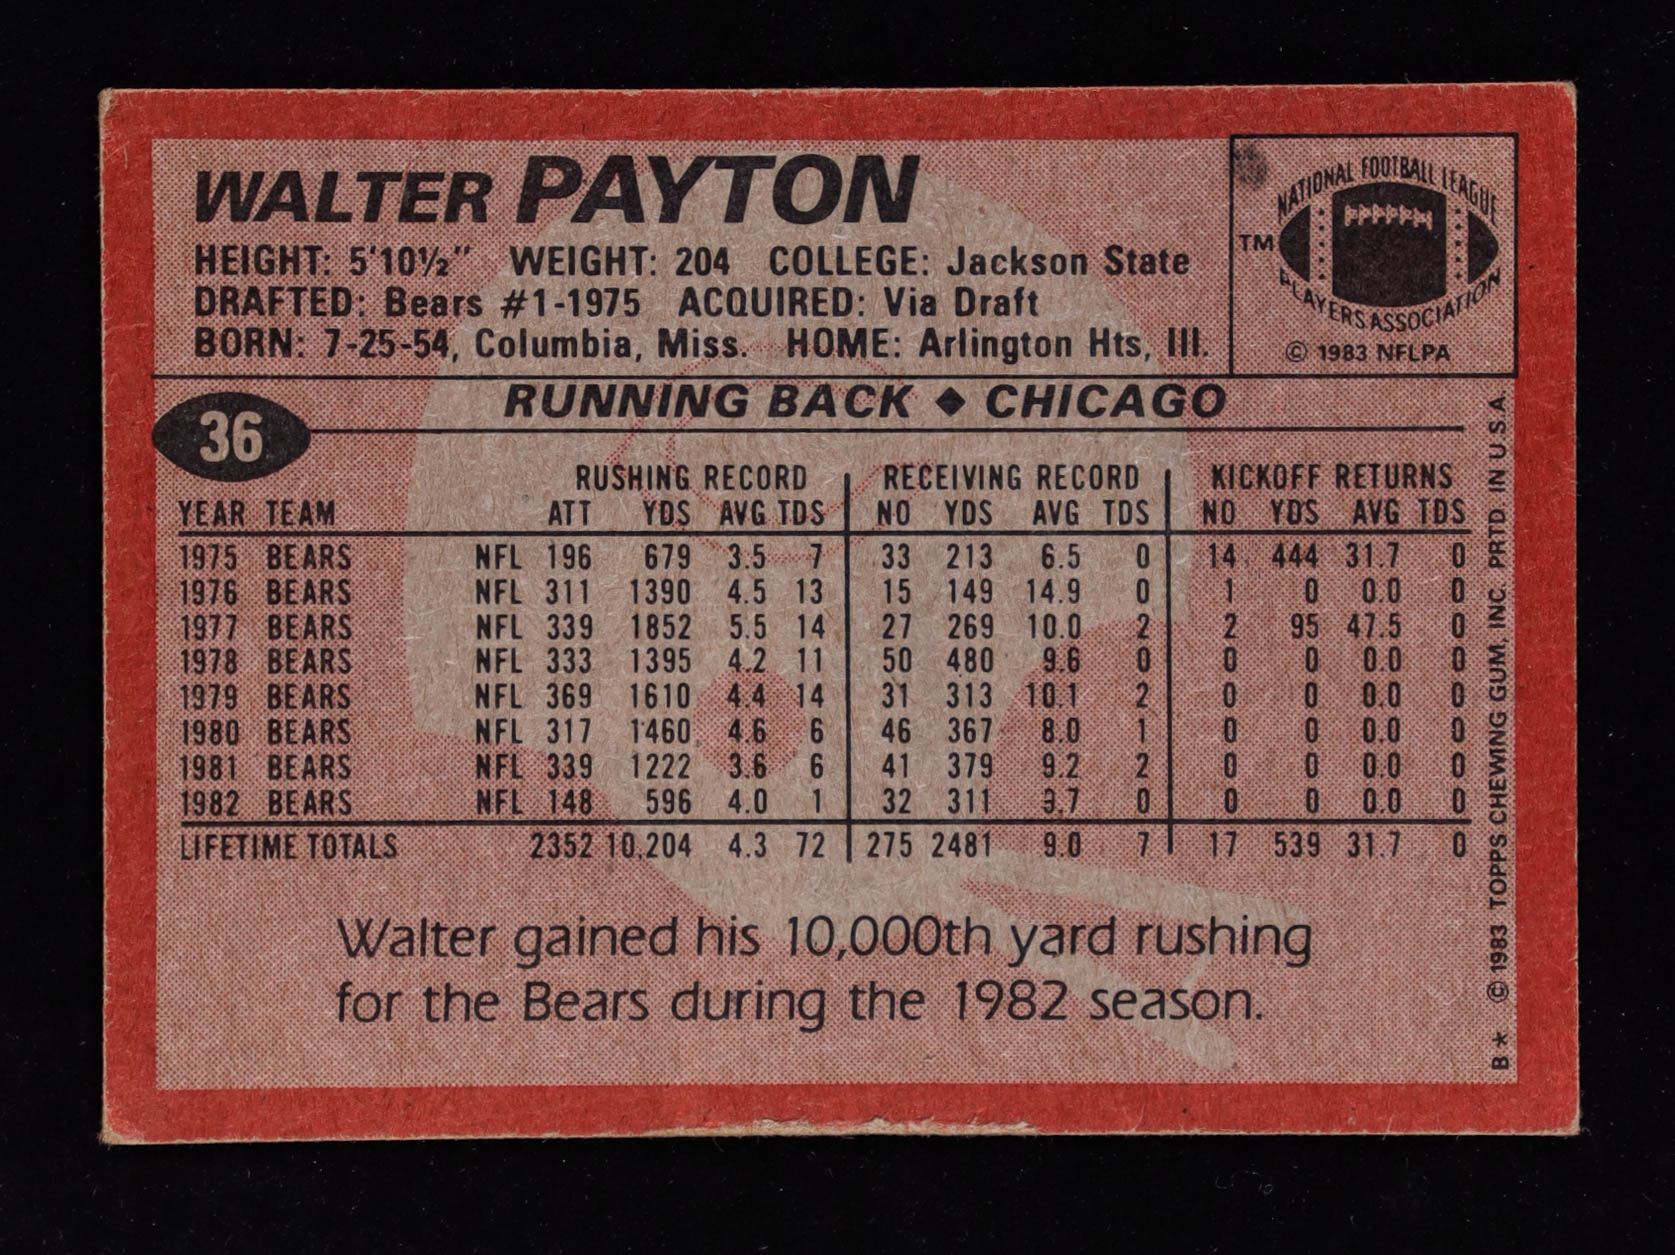 WALTER PAYTON
HEIGHT: 5'10½" WEIGHT: 204 COLLEGE: Jackson State
DRAFTED: Bears #1-1975 ACQUIRED: Via Draft
BORN: 7-25-54, Columbia, Miss. HOME: Arlington Hts, Ill.
NATIONAL FOOTBALL LEAGUE
TM
PLAYERS ASSOCIATION
© 1983 NFLPA
RUNNING BACK ◆ CHICAGO
36
RUSHING RECORD RECEIVING RECORD KICKOFF RETURNS
YEAR TEAM ATT YDS AVG TDS NO YDS AVG TDS NO YDS AVG TDS
1975 BEARS NFL 196 679 3.5 7 33 213 6.5 0 14 444 31.7 0
1976 BEARS NFL 311 1390 4.5 13 15 149 14.9 0 1 0 0.0 0
1977 BEARS NFL 339 1852 5.5 14 27 269 10.0 2 2 95 47.5 0
1978 BEARS NFL 333 1395 4.2 11 50 480 9.6 0 0 0 0.0 0
1979 BEARS NFL 369 1610 4.4 14 31 313 10.1 2 0 0 0.0 0
1980 BEARS NFL 317 1460 4.6 6 46 367 8.0 1 0 0 0.0 0
1981 BEARS NFL 339 1222 3.6 6 41 379 9.2 2 0 0 0.0 0
1982 BEARS NFL 148 596 4.0 1 32 311 9.7 0 0 0 0.0 0
LIFETIME TOTALS 2352 10,204 4.3 72 275 2481 9.0 7 17 539 31.7 0
Walter gained his 10,000th yard rushing
for the Bears during the 1982 season.
B* © 1983 TOPPS CHEWING GUM, INC. PRTD IN U.S.A.